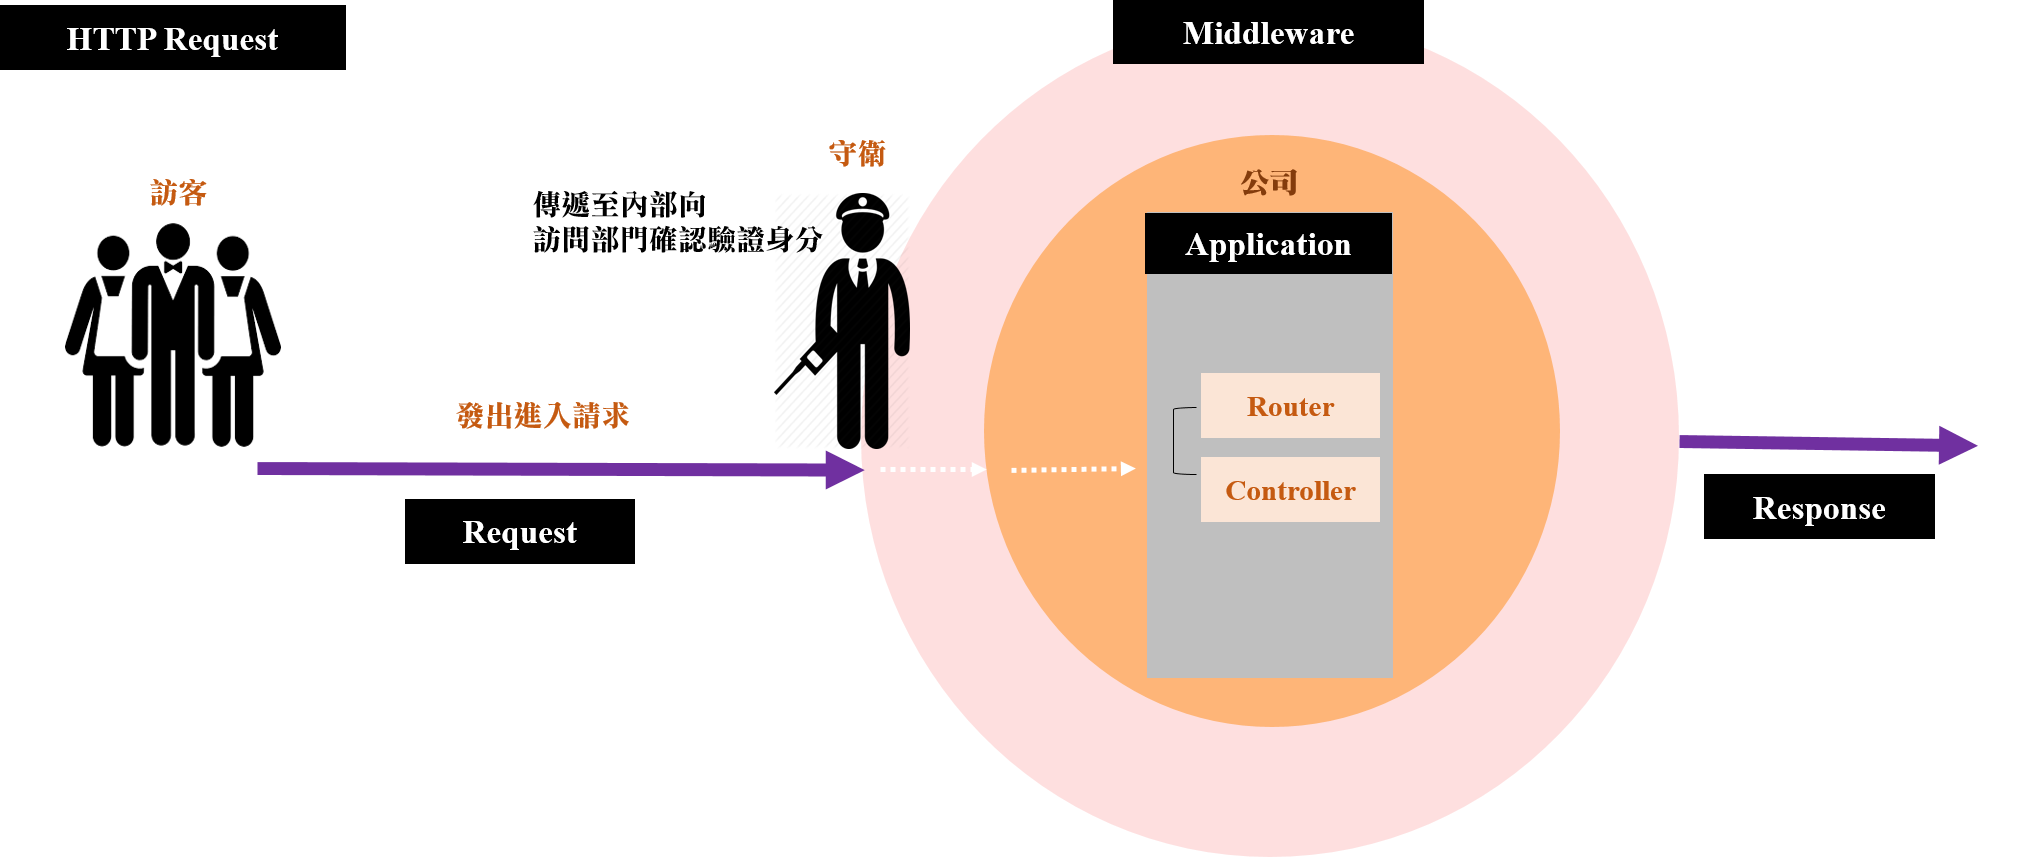 HTTP Request
Middleware
守衛
公司
訪客
傳遞至內部向
訪問部門確認驗證身分
Application
Router
發出進入請求
Controller
Request
Response